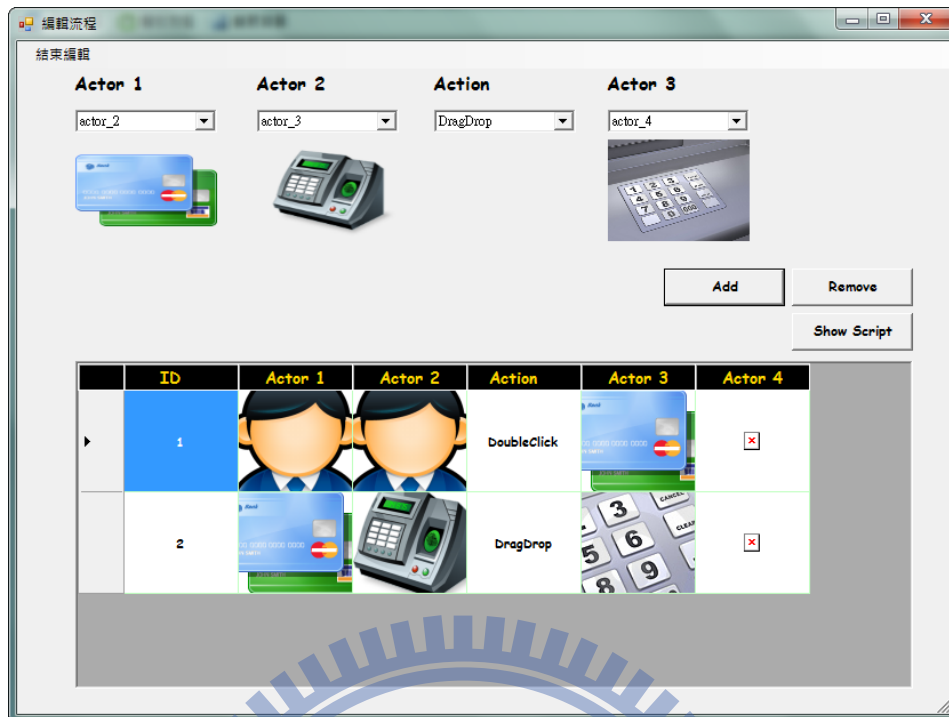 編輯流程
結束編輯
Actor 1 Actor 2 Action Actor 3
actor_2 actor_3 DragDrop actor_4
Add Remove
Show Script
ID Actor 1 Actor 2 Action Actor 3 Actor 4
1 DoubleClick
2 DragDrop